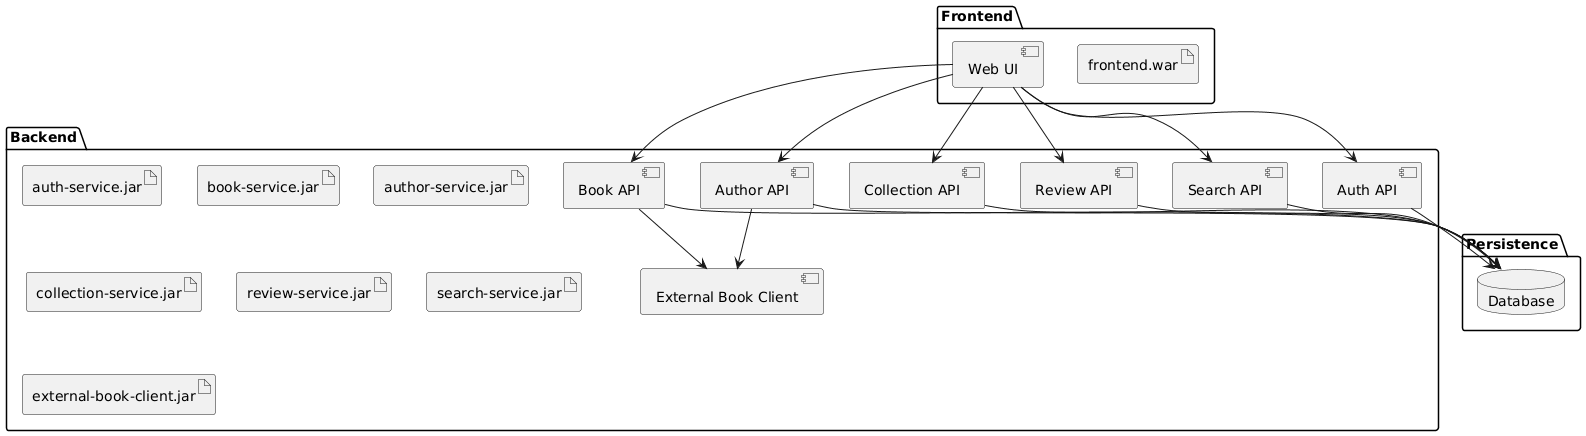 Frontend
Web UI
frontend.war
Backend
auth-service.jar
book-service.jar
author-service.jar
Book API
Author API
Collection API
Review API
Search API
Auth API
Persistence
Database
collection-service.jar
review-service.jar
search-service.jar
External Book Client
external-book-client.jar